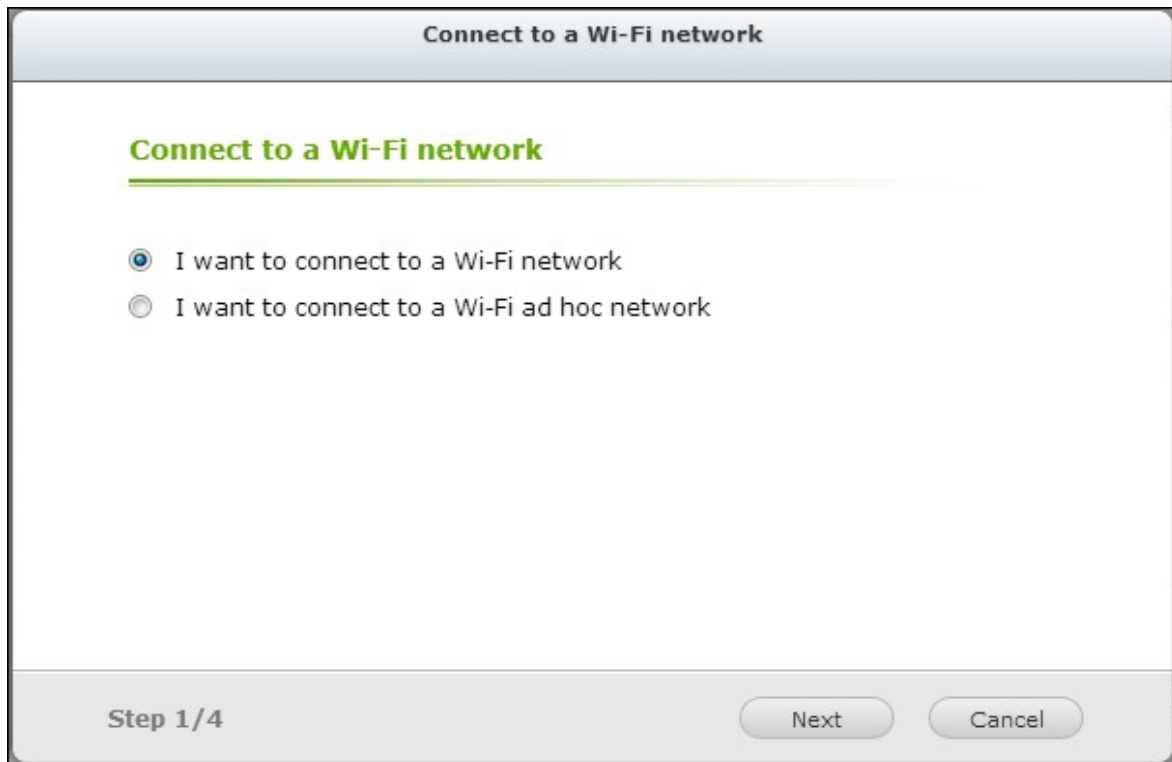 Connect to a Wi-Fi network
Connect to a Wi-Fi network
I want to connect to a Wi-Fi network
I want to connect to a Wi-Fi ad hoc network
Step 1/4
Next
Cancel